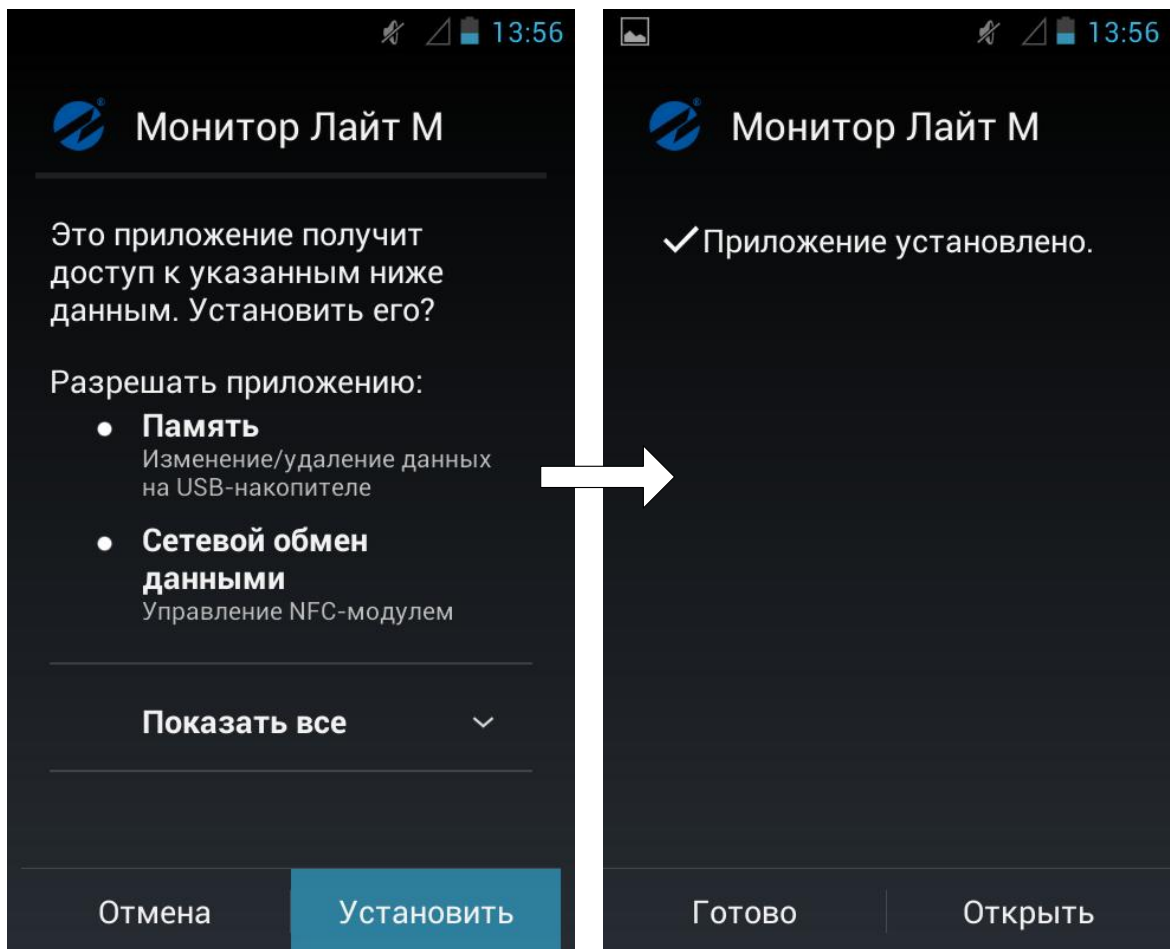 13:56
Монитор Лайт М
Это приложение получит
доступ к указанным ниже
данным. Установить его?
Разрешать приложению:
Память
Изменение/удаление данных
на USB-накопителе
Сетевой обмен
данными
Управление NFC-модулем
Показать все
Отмена
Установить
13:56
Монитор Лайт М
Приложение установлено.
Готово
Открыть